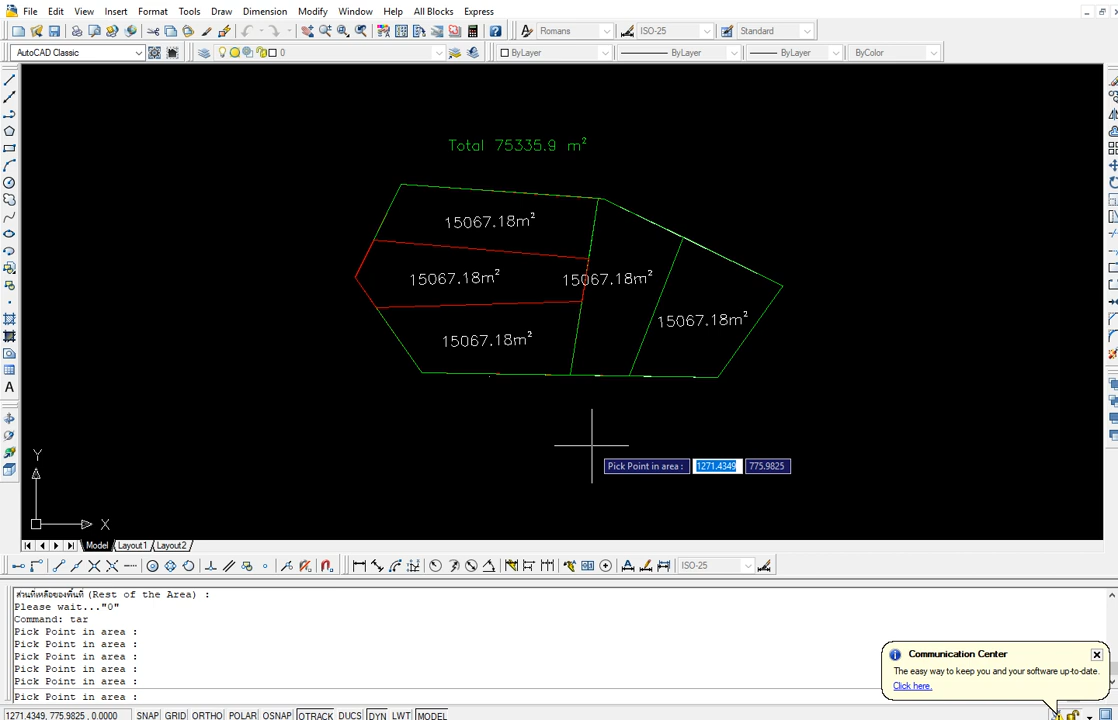 File Edit View Insert Format Tools Draw Dimension Modify Window Help All Blocks Express
Romans ISO-25 Standard
AutoCAD Classic 0 ByLayer ByLayer ByLayer ByColor
Total 75335.9 m²
15067.18m²
15067.18m²
15067.18m²
15067.18m²
15067.18m²
Pick Point in area : 1271.4349 775.9825
Y
X
Model Layout1 Layout2
ISO-25
ส่วนที่เหลือของพื้นที่ (Rest of the Area) :
Please wait..."0"
Command: tar
Pick Point in area :
Pick Point in area :
Pick Point in area :
Pick Point in area :
Pick Point in area :
Pick Point in area :
Communication Center
The easy way to keep you and your software up-to-date.
Click here.
1271.4349, 775.9825, 0.0000 SNAP GRID ORTHO POLAR OSNAP OTRACK DUCS DYN LWT MODEL